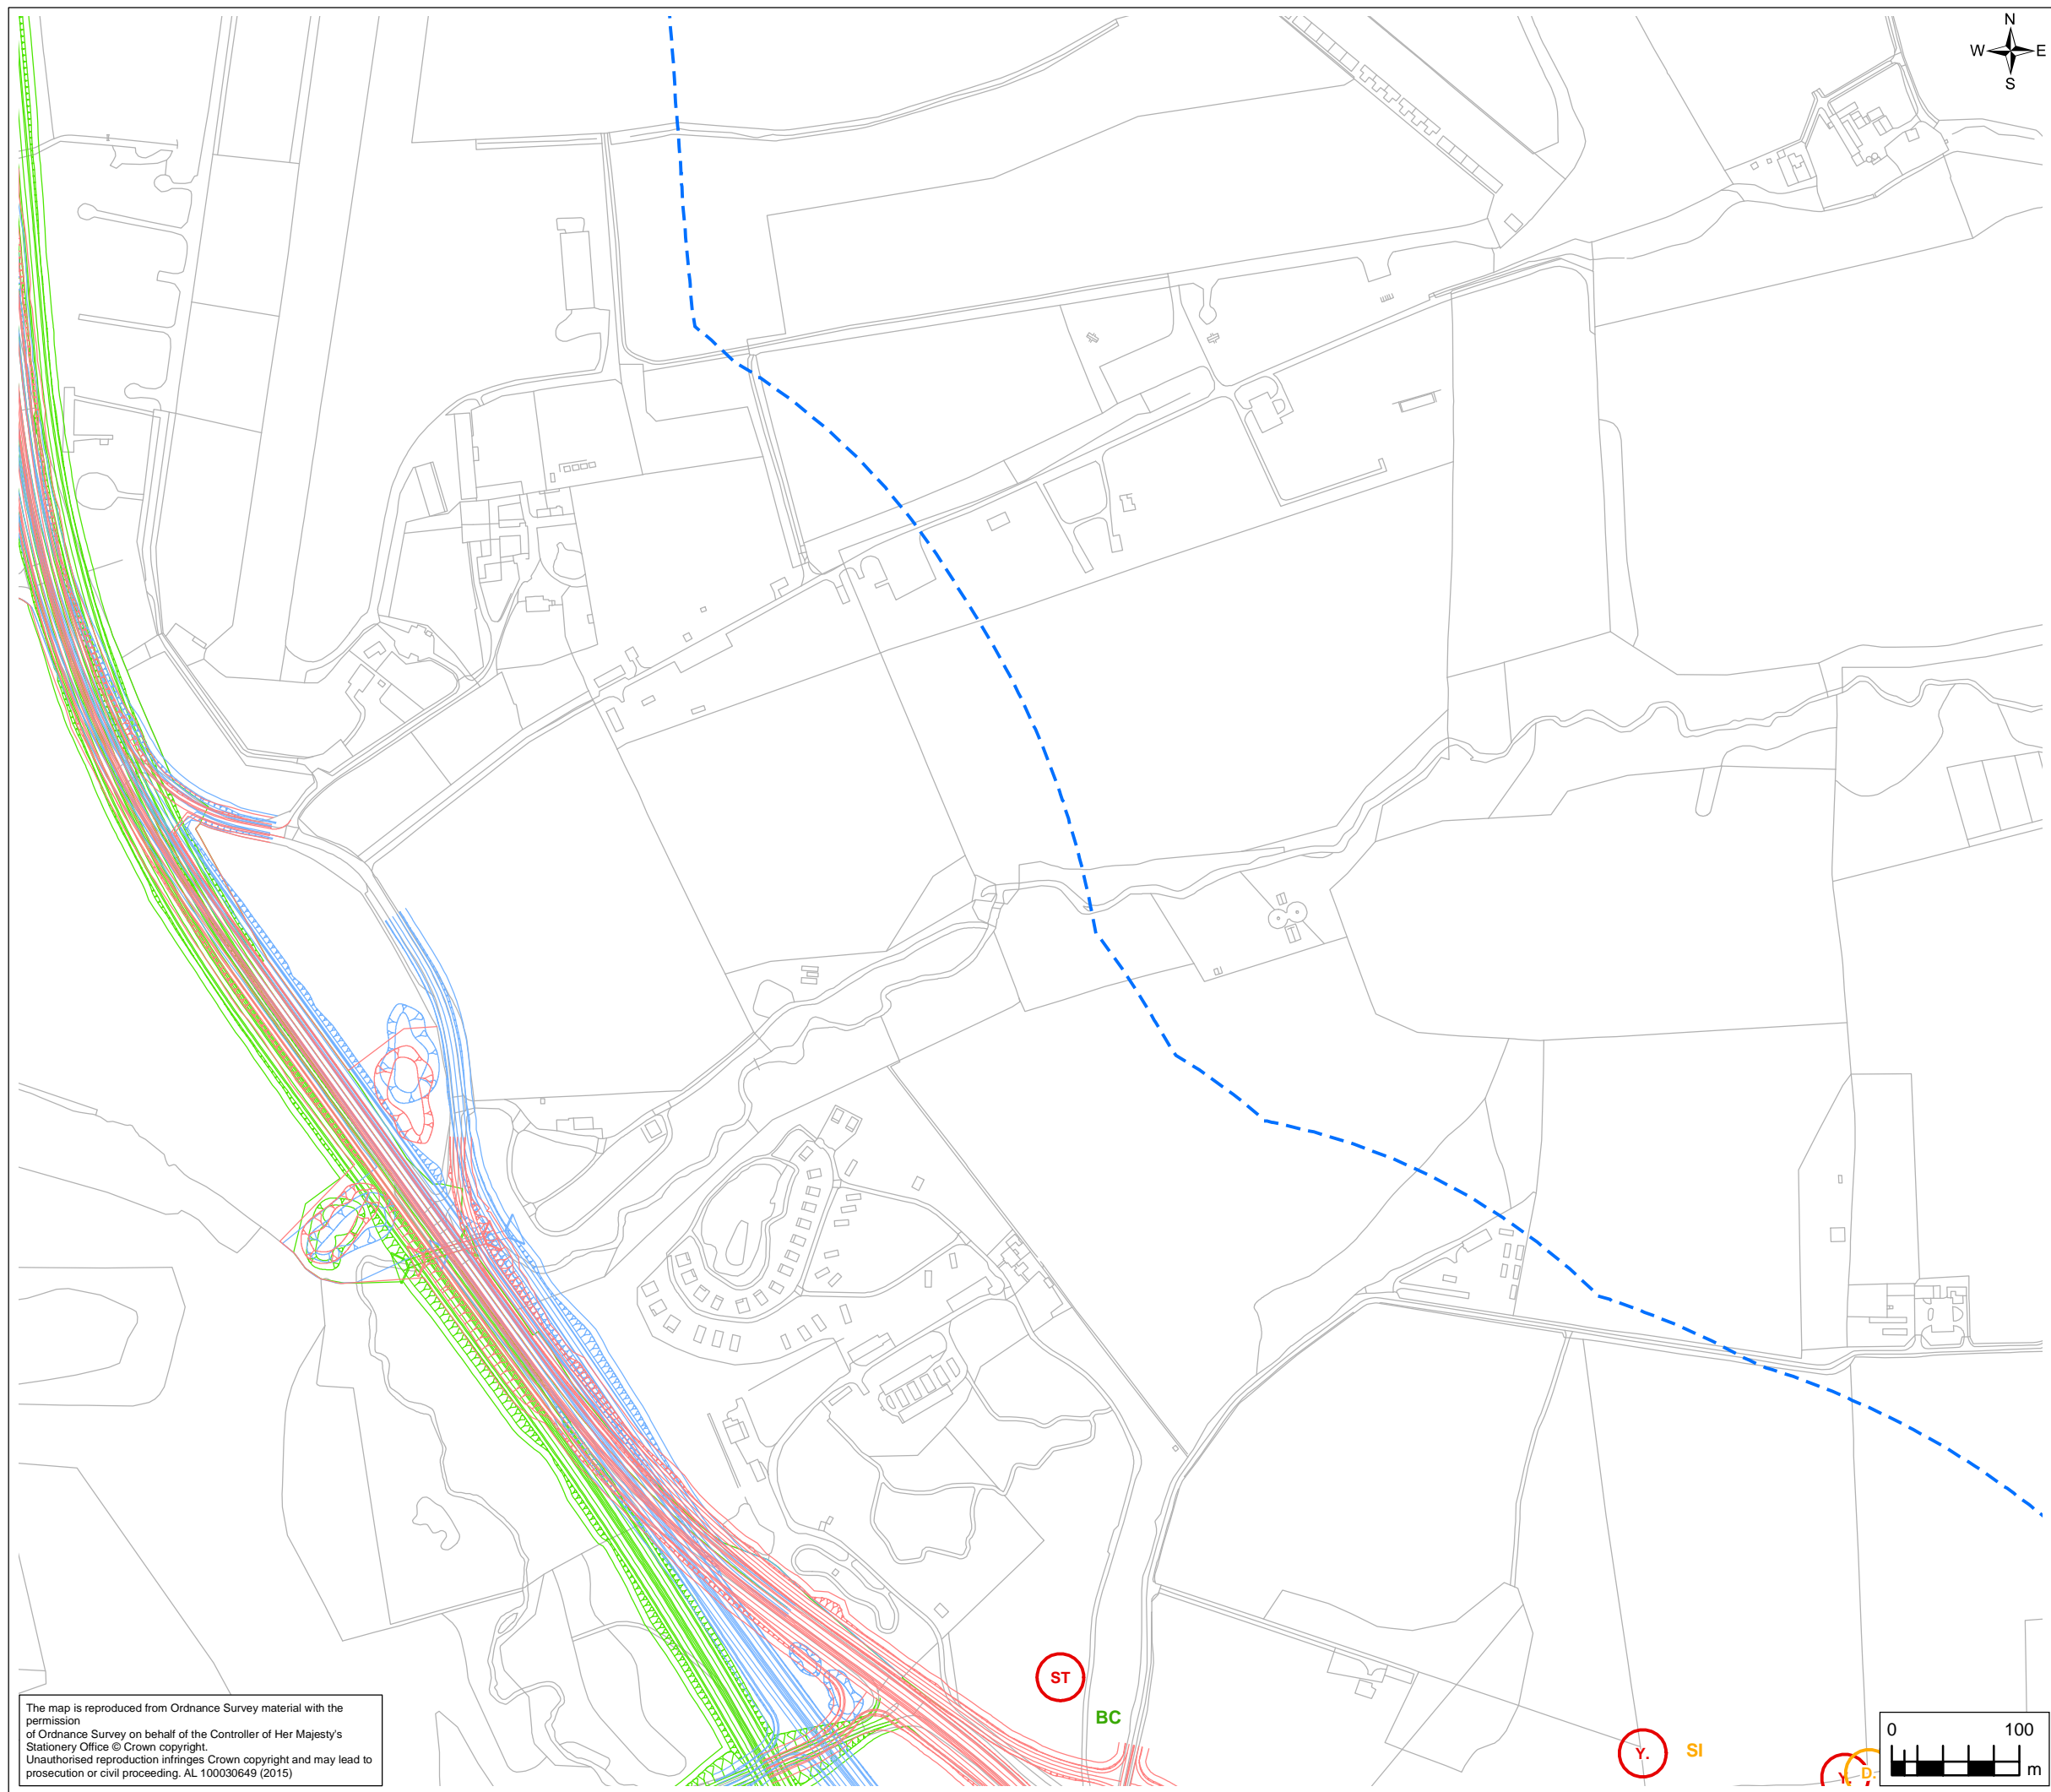 N
W E
S
ST
BC
Y.
SI
Y.
D.
0 100
m
The map is reproduced from Ordnance Survey material with the
permission
of Ordnance Survey on behalf of the Controller of Her Majesty's
Stationery Office © Crown copyright.
Unauthorised reproduction infringes Crown copyright and may lead to
prosecution or civil proceeding. AL 100030649 (2015)